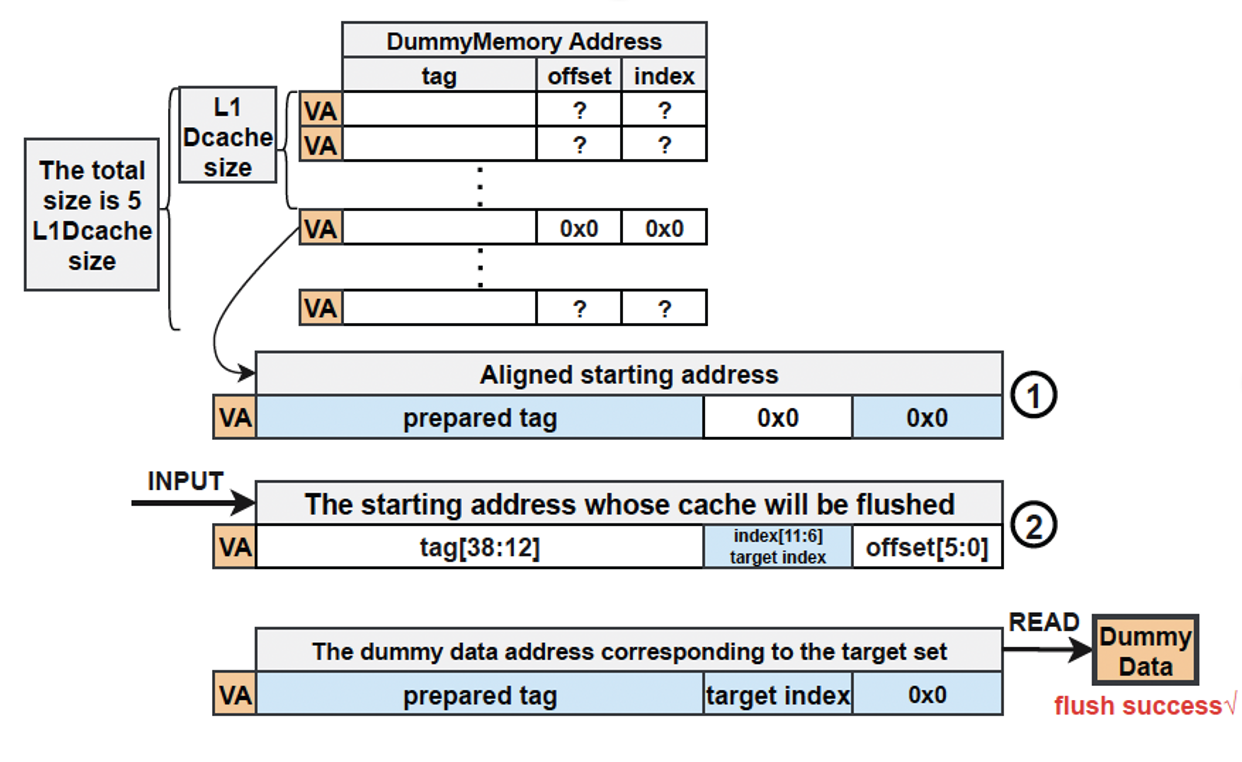 DummyMemory Address
tag offset index
L1
Dcache
size
VA ? ?
VA ? ?
The total
size is 5
L1Dcache
size
VA 0x0 0x0
VA ? ?
Aligned starting address
VA prepared tag 0x0 0x0
1
INPUT
The starting address whose cache will be flushed
VA tag[38:12] index[11:6]
target index offset[5:0]
2
The dummy data address corresponding to the target set
VA prepared tag target index 0x0
READ
Dummy
Data
flush success√